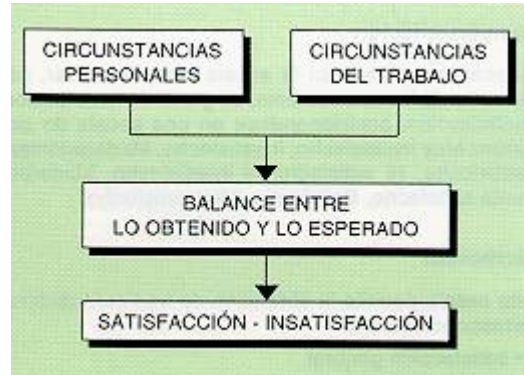 CIRCUNSTANCIAS
PERSONALES
CIRCUNSTANCIAS
DEL TRABAJO
BALANCE ENTRE
LO OBTENIDO Y LO ESPERADO
SATISFACCIÓN - INSATISFACCIÓN